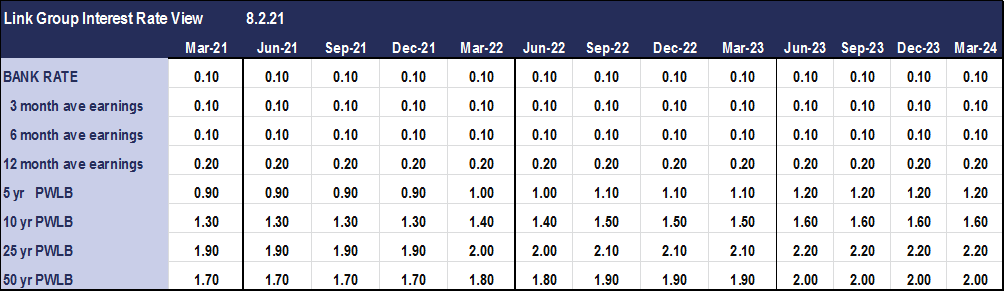 Link Group Interest Rate View 8.2.21
Mar-21 Jun-21 Sep-21 Dec-21 Mar-22 Jun-22 Sep-22 Dec-22 Mar-23 Jun-23 Sep-23 Dec-23 Mar-24
BANK RATE 0.10 0.10 0.10 0.10 0.10 0.10 0.10 0.10 0.10 0.10 0.10 0.10 0.10
3 month ave earnings 0.10 0.10 0.10 0.10 0.10 0.10 0.10 0.10 0.10 0.10 0.10 0.10 0.10
6 month ave earnings 0.10 0.10 0.10 0.10 0.10 0.10 0.10 0.10 0.10 0.10 0.10 0.10 0.10
12 month ave earnings 0.20 0.20 0.20 0.20 0.20 0.20 0.20 0.20 0.20 0.20 0.20 0.20 0.20
5 yr PWLB 0.90 0.90 0.90 0.90 1.00 1.00 1.10 1.10 1.10 1.20 1.20 1.20 1.20
10 yr PWLB 1.30 1.30 1.30 1.30 1.40 1.40 1.50 1.50 1.50 1.60 1.60 1.60 1.60
25 yr PWLB 1.90 1.90 1.90 1.90 2.00 2.00 2.10 2.10 2.10 2.20 2.20 2.20 2.20
50 yr PWLB 1.70 1.70 1.70 1.70 1.80 1.80 1.90 1.90 1.90 2.00 2.00 2.00 2.00